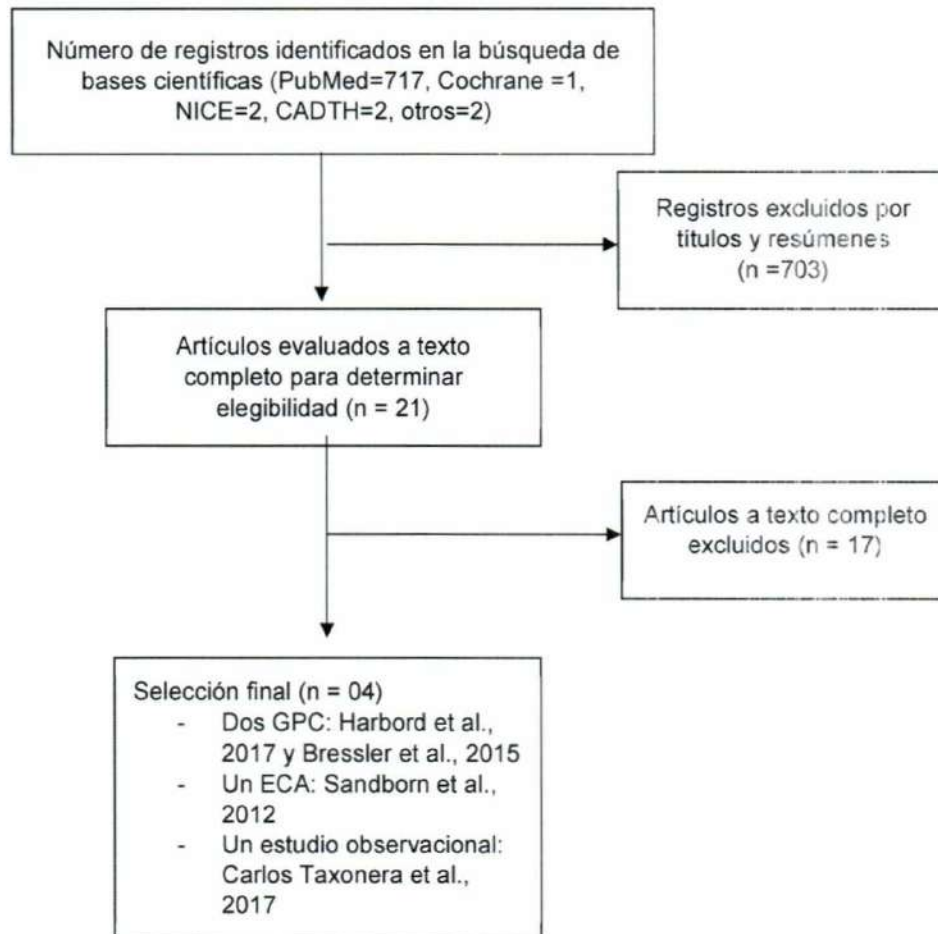 Número de registros identificados en la búsqueda de
bases científicas (PubMed=717, Cochrane =1,
NICE=2, CADTH=2, otros=2)
Registros excluidos por
títulos y resúmenes
(n =703)
Artículos evaluados a texto
completo para determinar
elegibilidad (n = 21)
Artículos a texto completo
excluidos (n = 17)
Selección final (n = 04)
- Dos GPC: Harbord et al.,
2017 y Bressler et al., 2015
- Un ECA: Sandborn et al.,
2012
- Un estudio observacional:
Carlos Taxonera et al.,
2017